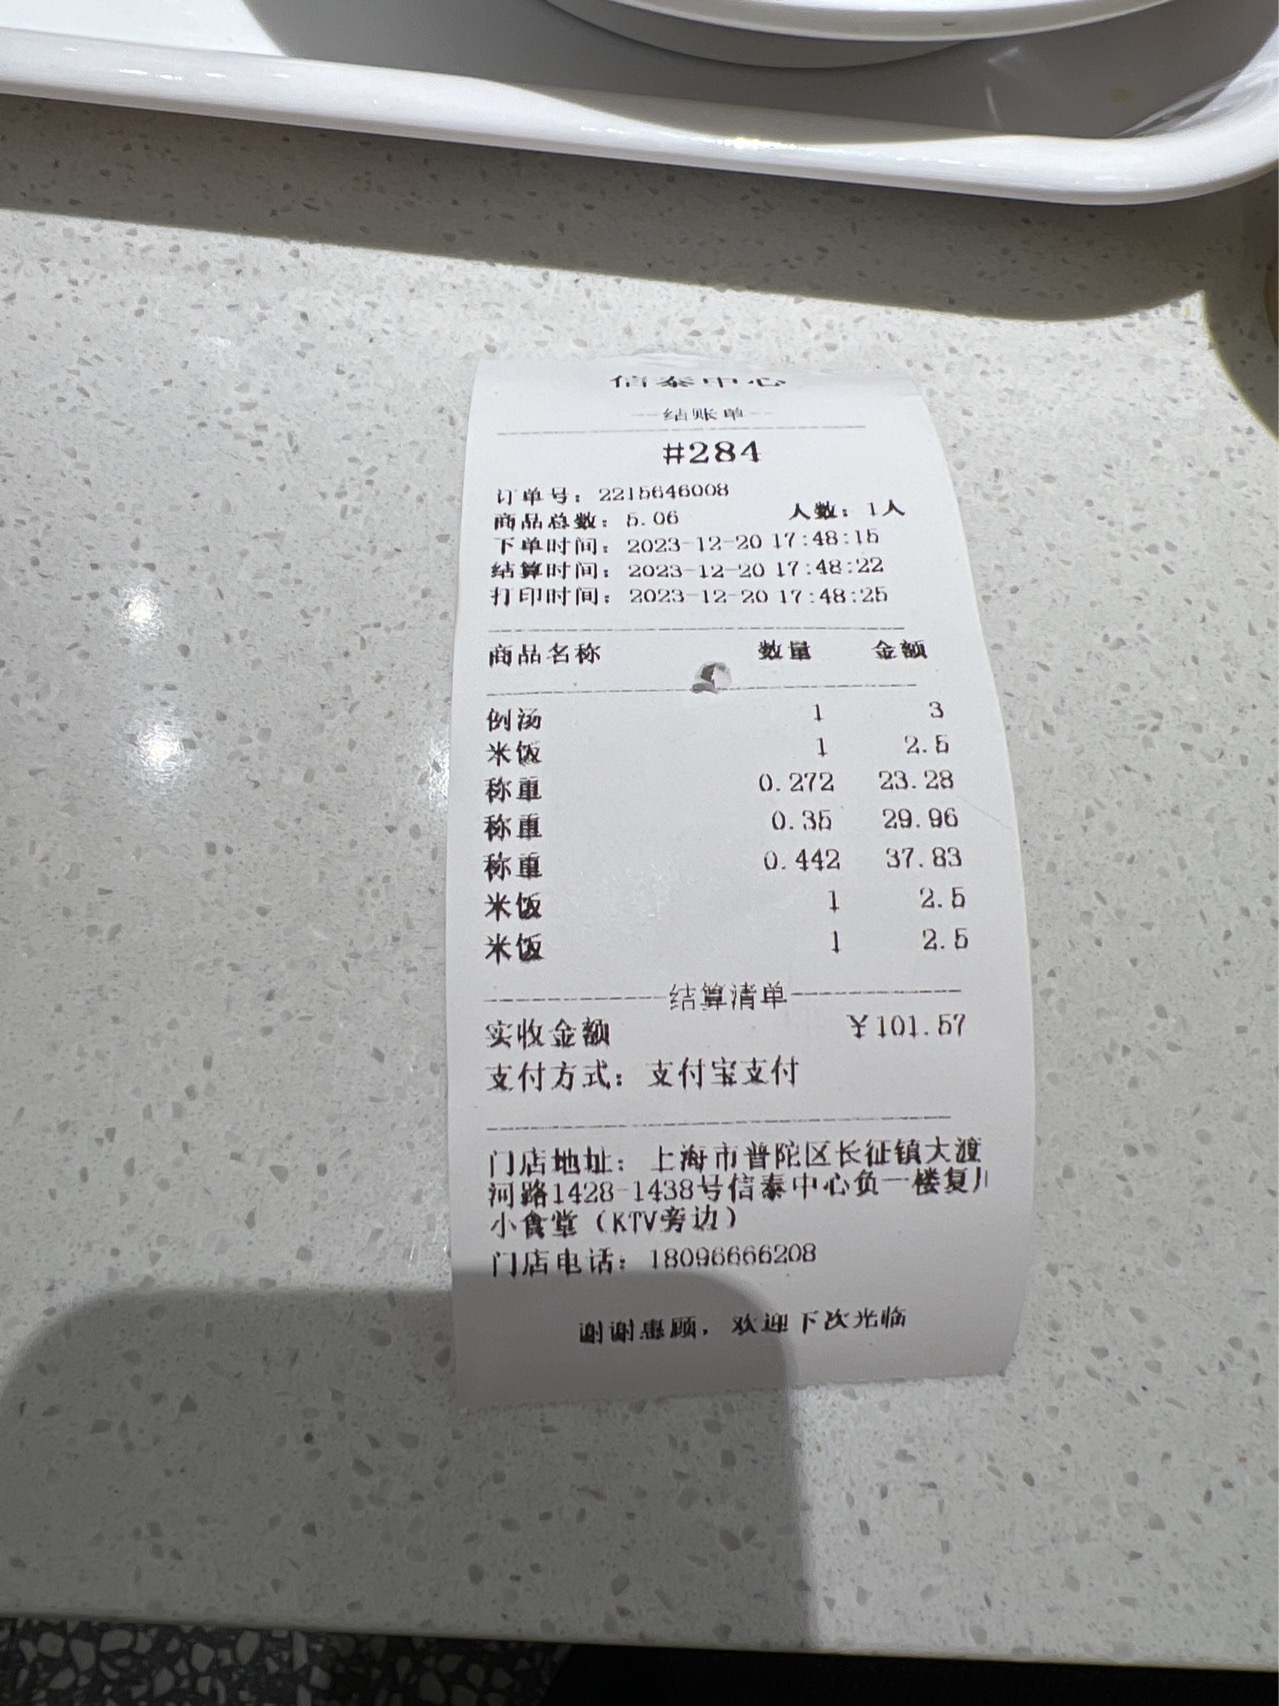 信泰中心
结账单
#284
订单号：2215646008
商品总数：5.06 人数：1人
下单时间：2023-12-20 17:48:15
结算时间：2023-12-20 17:48:22
打印时间：2023-12-20 17:48:25
商品名称 数量 金额
例汤 1 3
米饭 1 2.5
称重 0.272 23.28
称重 0.35 29.96
称重 0.442 37.83
米饭 1 2.5
米饭 1 2.5
结算清单
实收金额 ¥101.57
支付方式：支付宝支付
门店地址：上海市普陀区长征镇大渡
河路1428-1438号信泰中心负一楼复
小食堂（KTV旁边）
门店电话：18096666208
谢谢惠顾，欢迎下次光临